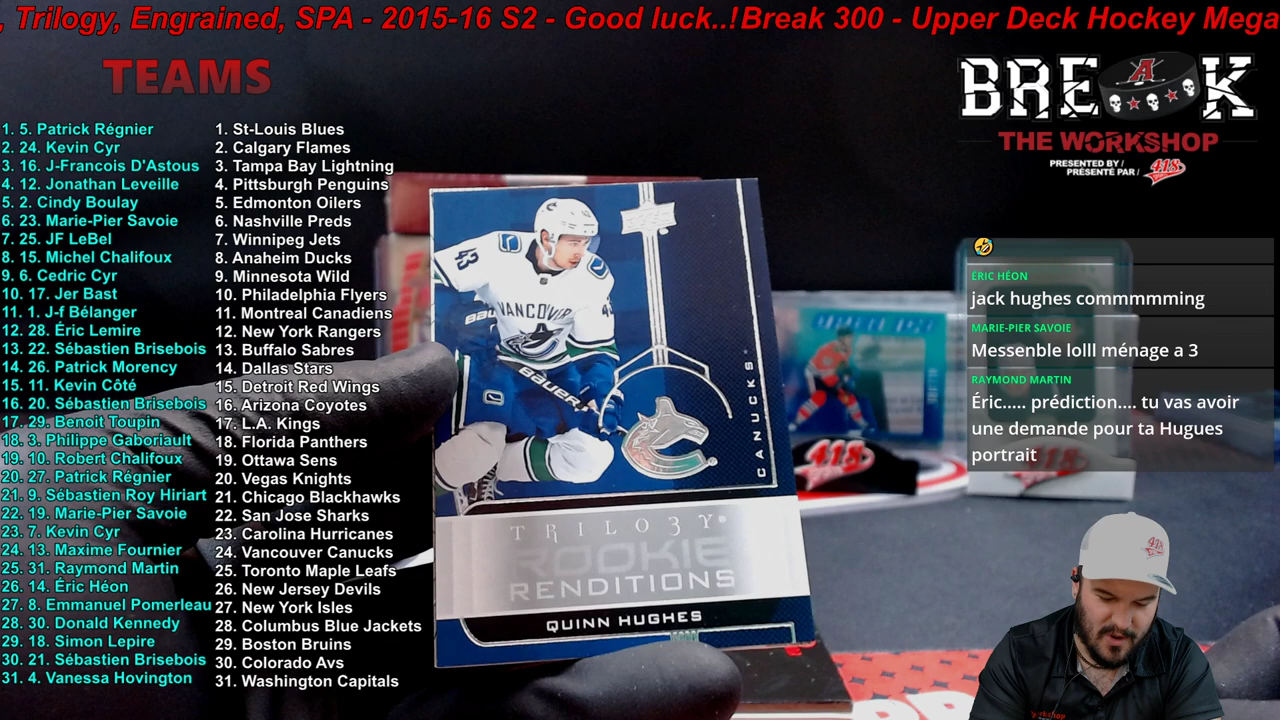 , Trilogy, Engrained, SPA - 2015-16 S2 - Good luck..!Break 300 - Upper Deck Hockey Mega
TEAMS
1. 5. Patrick Régnier
2. 24. Kevin Cyr
3. 16. J-Francois D'Astous
4. 12. Jonathan Leveille
5. 2. Cindy Boulay
6. 23. Marie-Pier Savoie
7. 25. JF LeBel
8. 15. Michel Chalifoux
9. 6. Cedric Cyr
10. 17. Jer Bast
11. 1. J-f Bélanger
12. 28. Éric Lemire
13. 22. Sébastien Brisebois
14. 26. Patrick Morency
15. 11. Kevin Côté
16. 20. Sébastien Brisebois
17. 29. Benoit Toupin
18. 3. Philippe Gaboriault
19. 10. Robert Chalifoux
20. 27. Patrick Régnier
21. 9. Sébastien Roy Hiriart
22. 19. Marie-Pier Savoie
23. 7. Kevin Cyr
24. 13. Maxime Fournier
25. 31. Raymond Martin
26. 14. Éric Héon
27. 8. Emmanuel Pomerleau
28. 30. Donald Kennedy
29. 18. Simon Lepire
30. 21. Sébastien Brisebois
31. 4. Vanessa Hovington
1. St-Louis Blues
2. Calgary Flames
3. Tampa Bay Lightning
4. Pittsburgh Penguins
5. Edmonton Oilers
6. Nashville Preds
7. Winnipeg Jets
8. Anaheim Ducks
9. Minnesota Wild
10. Philadelphia Flyers
11. Montreal Canadiens
12. New York Rangers
13. Buffalo Sabres
14. Dallas Stars
15. Detroit Red Wings
16. Arizona Coyotes
17. L.A. Kings
18. Florida Panthers
19. Ottawa Sens
20. Vegas Knights
21. Chicago Blackhawks
22. San Jose Sharks
23. Carolina Hurricanes
24. Vancouver Canucks
25. Toronto Maple Leafs
26. New Jersey Devils
27. New York Isles
28. Columbus Blue Jackets
29. Boston Bruins
30. Colorado Avs
31. Washington Capitals
43
VANCOUV
BAUER
CANUCKS
TRILO3Y
ROOKIE
RENDITIONS
QUINN HUGHES
BREAK
THE WORKSHOP
PRESENTED BY /
PRÉSENTÉ PAR /
418
ÉRIC HÉON
jack hughes commmmming
MARIE-PIER SAVOIE
Messenble lolll ménage a 3
RAYMOND MARTIN
Éric..... prédiction.... tu vas avoir
une demande pour ta Hugues
portrait
418
418